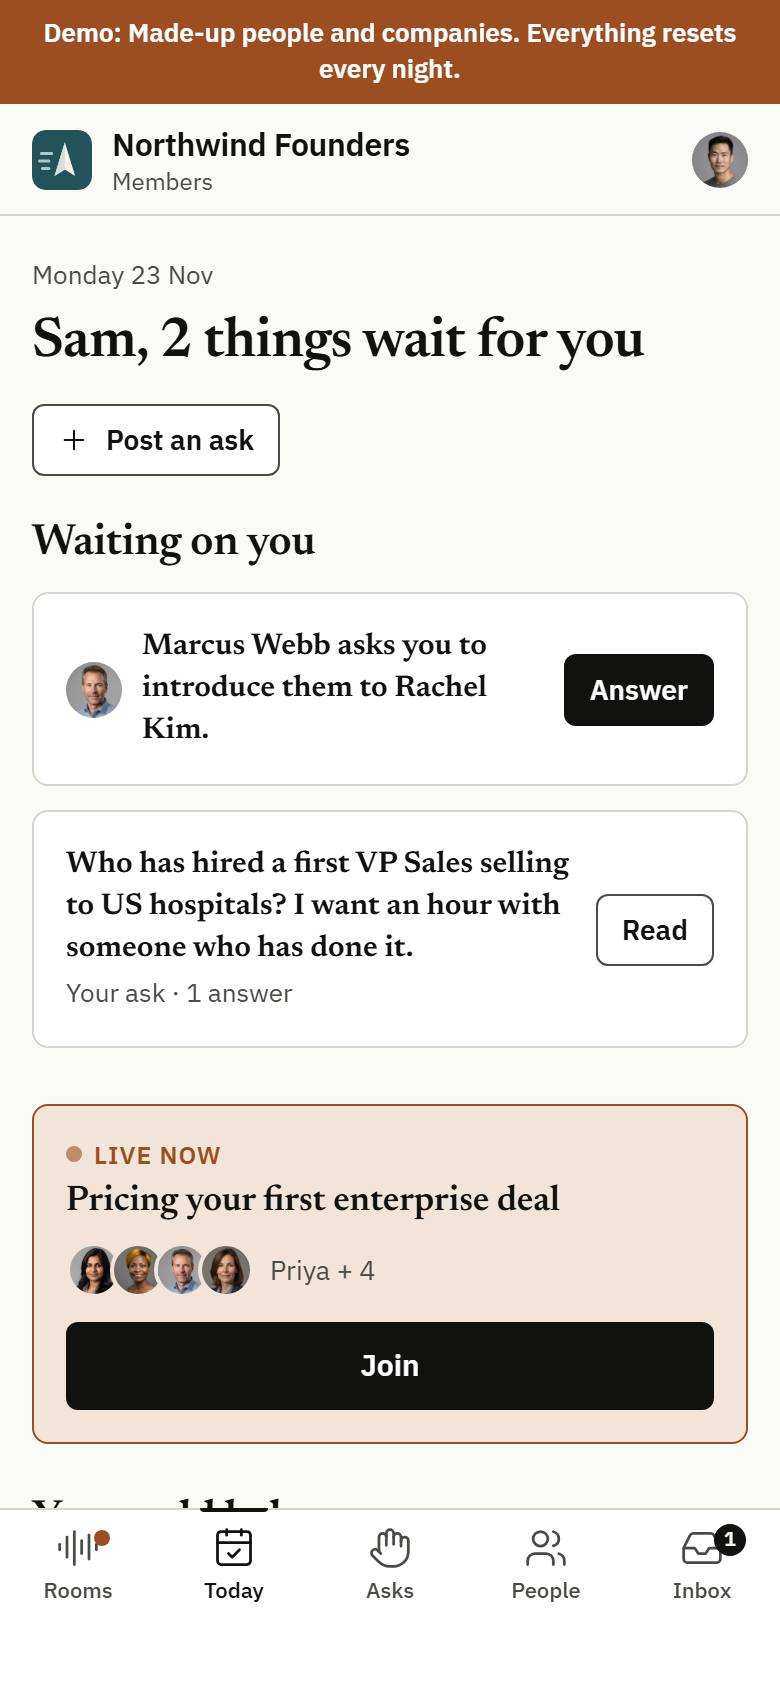 Demo: Made-up people and companies. Everything resets
every night.
Northwind Founders
Members
Monday 23 Nov
Sam, 2 things wait for you
Post an ask
Waiting on you
Marcus Webb asks you to
introduce them to Rachel
Kim.
Answer
Who has hired a first VP Sales selling
to US hospitals? I want an hour with
someone who has done it.
Your ask · 1 answer
Read
LIVE NOW
Pricing your first enterprise deal
Priya + 4
Join
Rooms
Today
Asks
People
1
Inbox